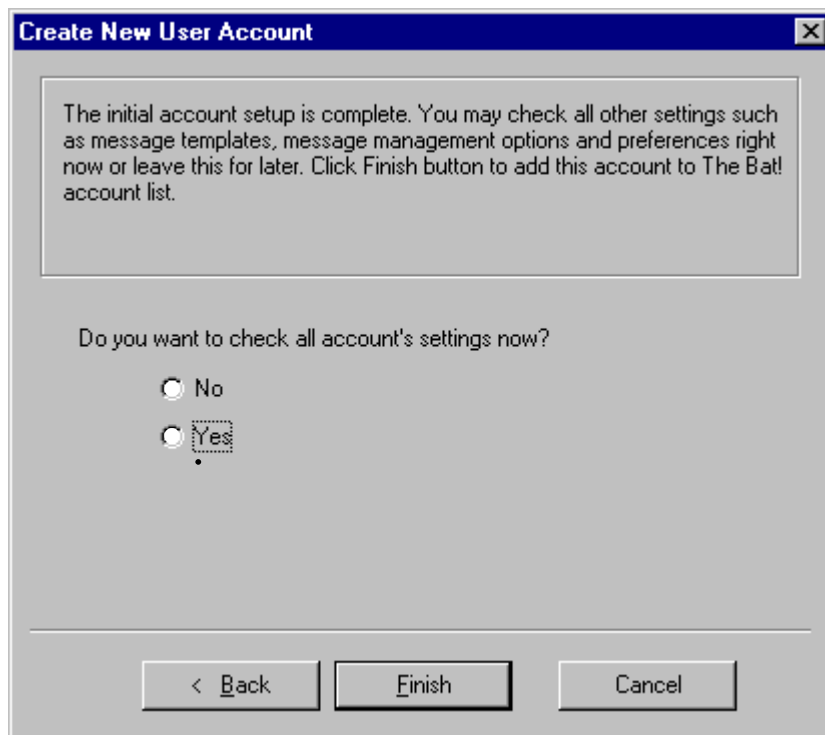 Create New User Account
The initial account setup is complete. You may check all other settings such
as message templates, message management options and preferences right
now or leave this for later. Click Finish button to add this account to The Bat!
account list.
Do you want to check all account's settings now?
No
Yes
< Back
Finish
Cancel